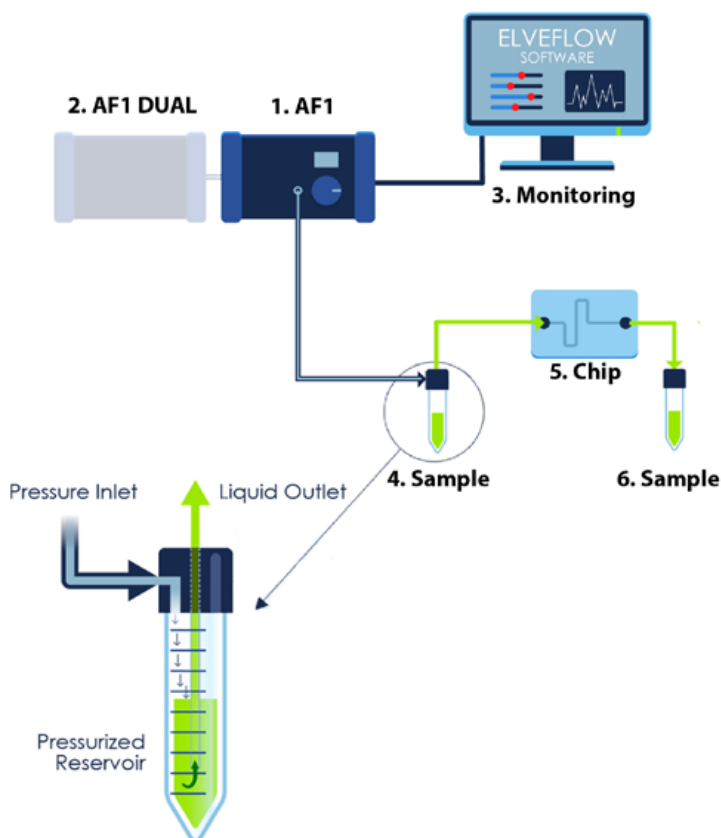 ELVEFLOW
SOFTWARE
2. AF1 DUAL
1. AF1
3. Monitoring
5. Chip
4. Sample
6. Sample
Pressure Inlet
Liquid Outlet
Pressurized
Reservoir